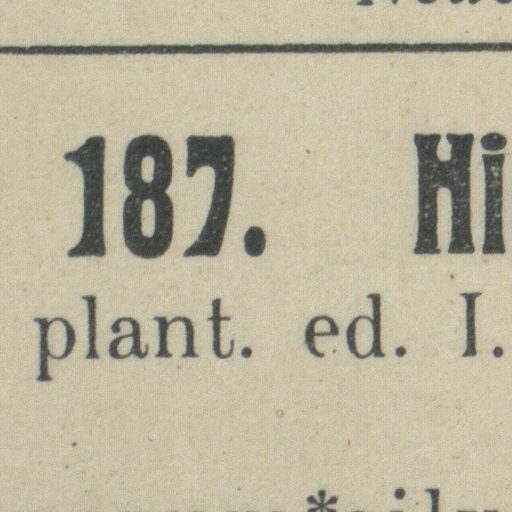 187. Hi
plant. ed. I.